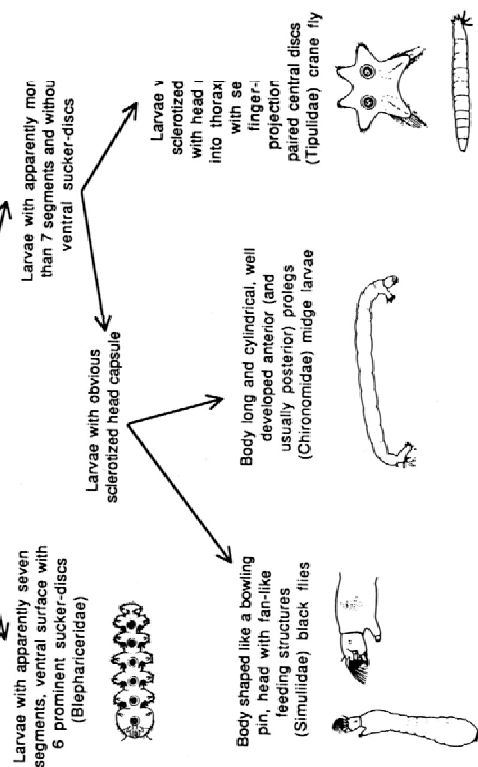 Larvae with apparently seven
segments, ventral surface with
6 prominent sucker-discs
(Blephariceridae)
Larvae with apparently mor
than 7 segments and withou
ventral sucker-discs
Larvae with obvious
sclerotized head capsule
Larvae
sclerotized
with head
into thorax
with se
finger-
projection
paired central discs
(Tipulidae) crane fly
Body shaped like a bowling
pin, head with fan-like
feeding structures
(Simuliidae) black flies
Body long and cylindrical, well
developed anterior (and
usually posterior) prolegs
(Chironomidae) midge larvae